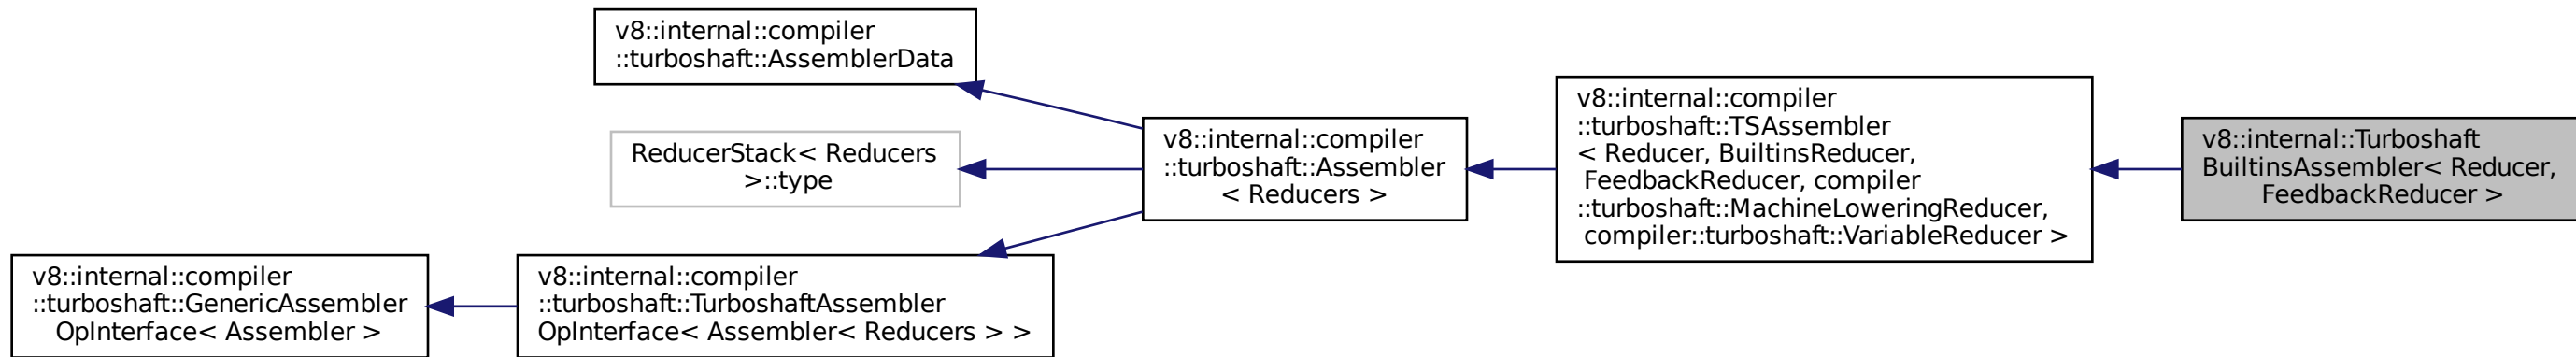 v8::internal::compiler
::turboshaft::AssemblerData
ReducerStack< Reducers
>::type
v8::internal::compiler
::turboshaft::GenericAssembler
OpInterface< Assembler >
v8::internal::compiler
::turboshaft::TurboshaftAssembler
OpInterface< Assembler< Reducers > >
v8::internal::compiler
::turboshaft::Assembler
< Reducers >
v8::internal::compiler
::turboshaft::TSAssembler
< Reducer, BuiltinsReducer,
FeedbackReducer, compiler
::turboshaft::MachineLoweringReducer,
compiler::turboshaft::VariableReducer >
v8::internal::Turboshaft
BuiltinsAssembler< Reducer,
FeedbackReducer >